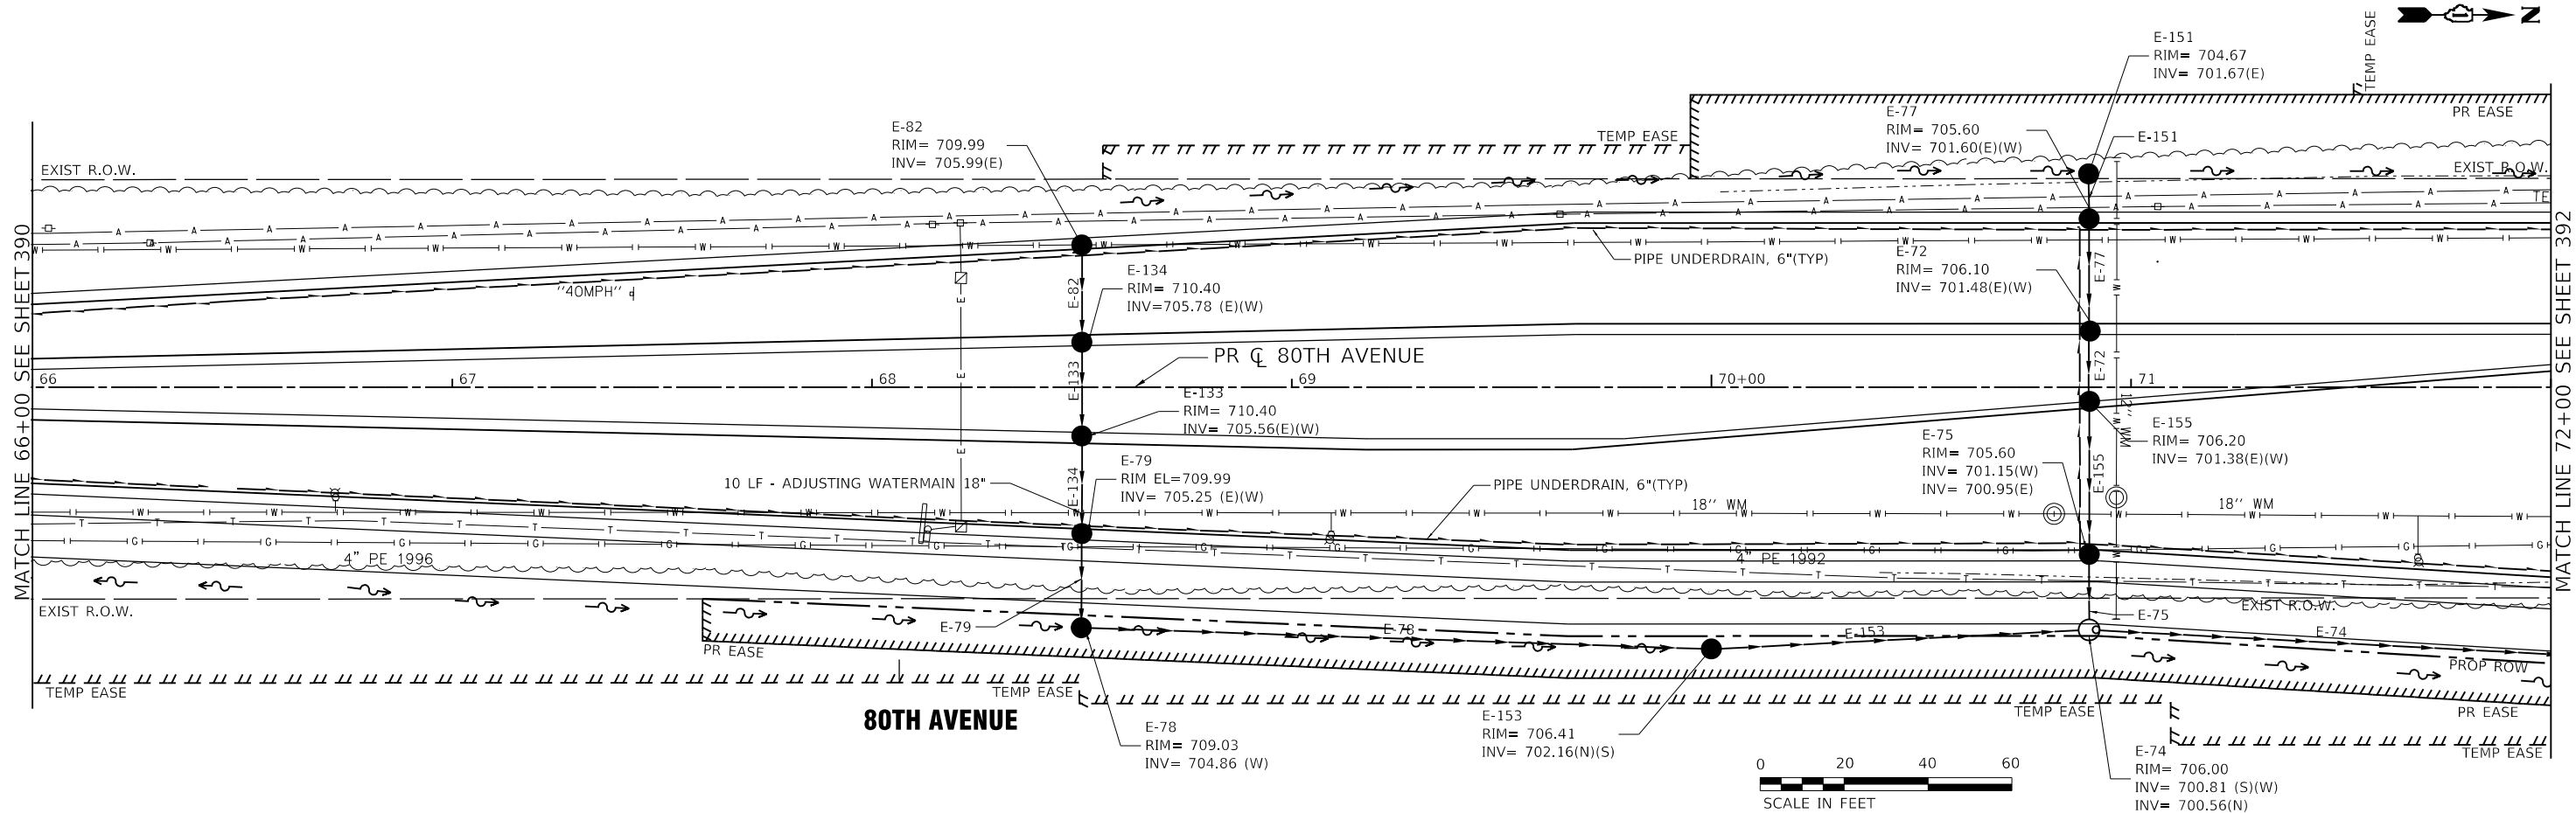 N
TEMP EASE
E-151
RIM= 704.67
INV= 701.67(E)
PR EASE
E-77
RIM= 705.60
INV= 701.60(E)(W)
E-151
E-82
RIM= 709.99
INV= 705.99(E)
TEMP EASE
EXIST R.O.W.
EXIST R.O.W.
TE
MATCH LINE 66+00 SEE SHEET 390
MATCH LINE 72+00 SEE SHEET 392
PIPE UNDERDRAIN, 6"(TYP)
E-72
RIM= 706.10
INV= 701.48(E)(W)
E-77
E-134
RIM= 710.40
INV=705.78 (E)(W)
E-82
"40MPH"
PR CL 80TH AVENUE
66
67
68
69
70+00
71
E-133
E-72
E-133
RIM= 710.40
INV= 705.56(E)(W)
12" WM
E-155
RIM= 706.20
INV= 701.38(E)(W)
E-75
RIM= 705.60
INV= 701.15(W)
INV= 700.95(E)
E-155
E-79
RIM EL=709.99
INV= 705.25 (E)(W)
10 LF - ADJUSTING WATERMAIN 18"
E-134
PIPE UNDERDRAIN, 6"(TYP)
18" WM
18" WM
4" PE 1996
4" PE 1992
EXIST R.O.W.
EXIST R.O.W.
E-79
E-78
E-153
E-75
E-74
PR EASE
PROP ROW
TEMP EASE
TEMP EASE
TEMP EASE
PR EASE
TEMP EASE
80TH AVENUE
E-78
RIM= 709.03
INV= 704.86 (W)
E-153
RIM= 706.41
INV= 702.16(N)(S)
E-74
RIM= 706.00
INV= 700.81 (S)(W)
INV= 700.56(N)
0 20 40 60
SCALE IN FEET